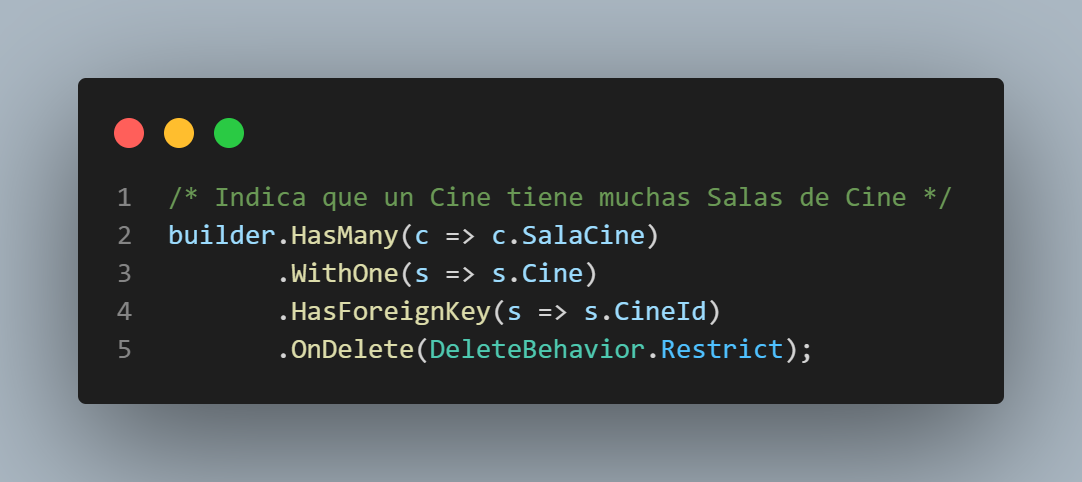 1 /* Indica que un Cine tiene muchas Salas de Cine */
2 builder.HasMany(c => c.SalaCine)
3        .WithOne(s => s.Cine)
4        .HasForeignKey(s => s.CineId)
5        .OnDelete(DeleteBehavior.Restrict);